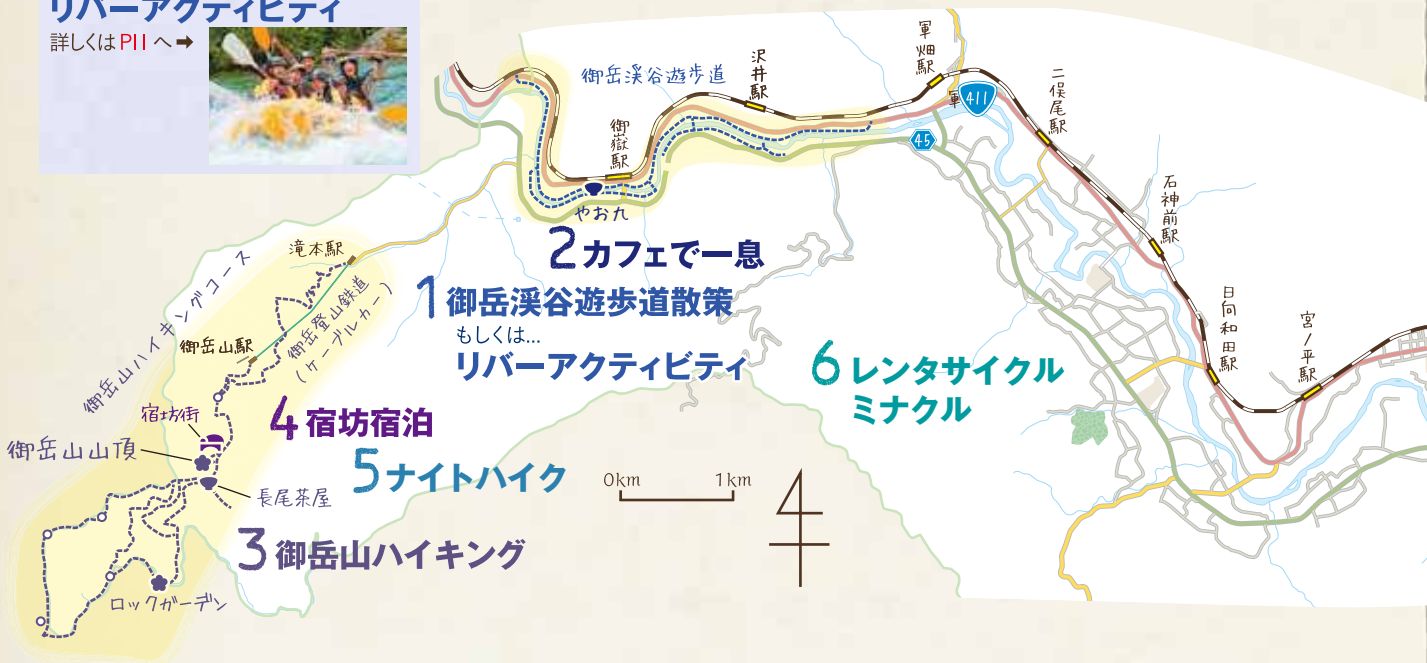 リバーアクティビティ
詳しくはP11へ➡
御岳渓谷遊歩道
沢井駅
軍畑駅
軍
411
二俣尾駅
45
御嶽駅
やお九
石神前駅
日向和田駅
宮ノ平駅
2 カフェで一息
1 御岳渓谷遊歩道散策
もしくは...
リバーアクティビティ
6 レンタサイクル
ミナクル
滝本駅
御岳登山鉄道
(ケーブルカー)
御岳山ハイキングコース
御岳山駅
宿坊街
4 宿坊宿泊
御岳山山頂
5 ナイトハイク
長尾茶屋
3 御岳山ハイキング
ロックガーデン
0km 1km